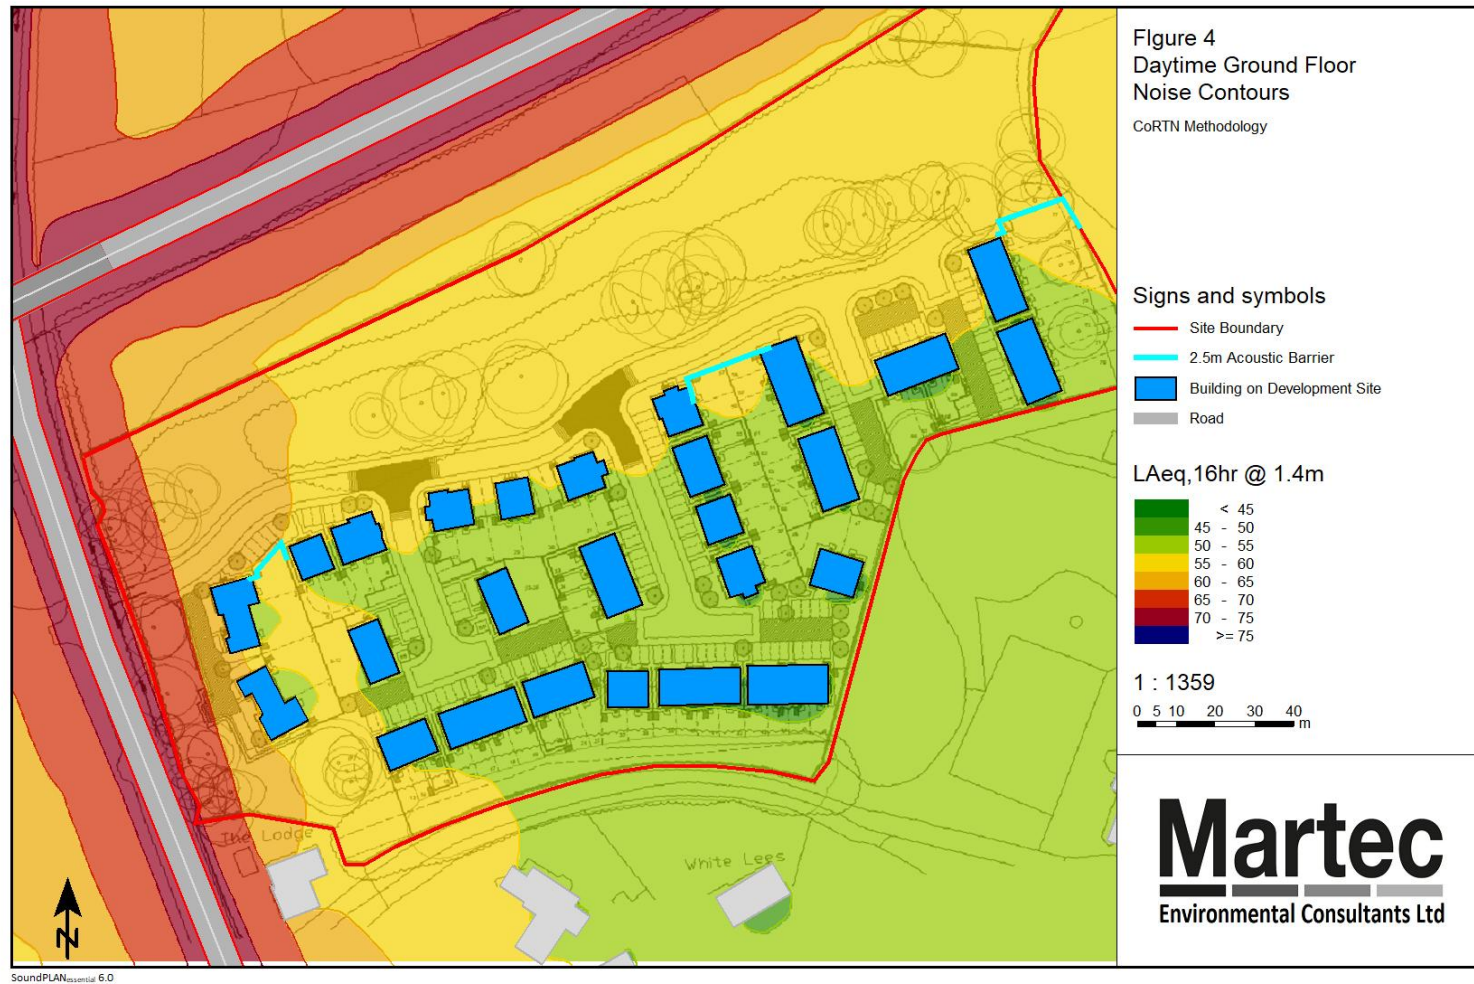 FIgure 4
Daytime Ground Floor
Noise Contours
CoRTN Methodology
Signs and symbols
Site Boundary
2.5m Acoustic Barrier
Building on Development Site
Road
LAeq,16hr @ 1.4m
< 45
45 - 50
50 - 55
55 - 60
60 - 65
65 - 70
70 - 75
>= 75
1 : 1359
0 5 10 20 30 40
m
Martec
Environmental Consultants Ltd
The Lodge
White Lees
N
SoundPLANessential 6.0